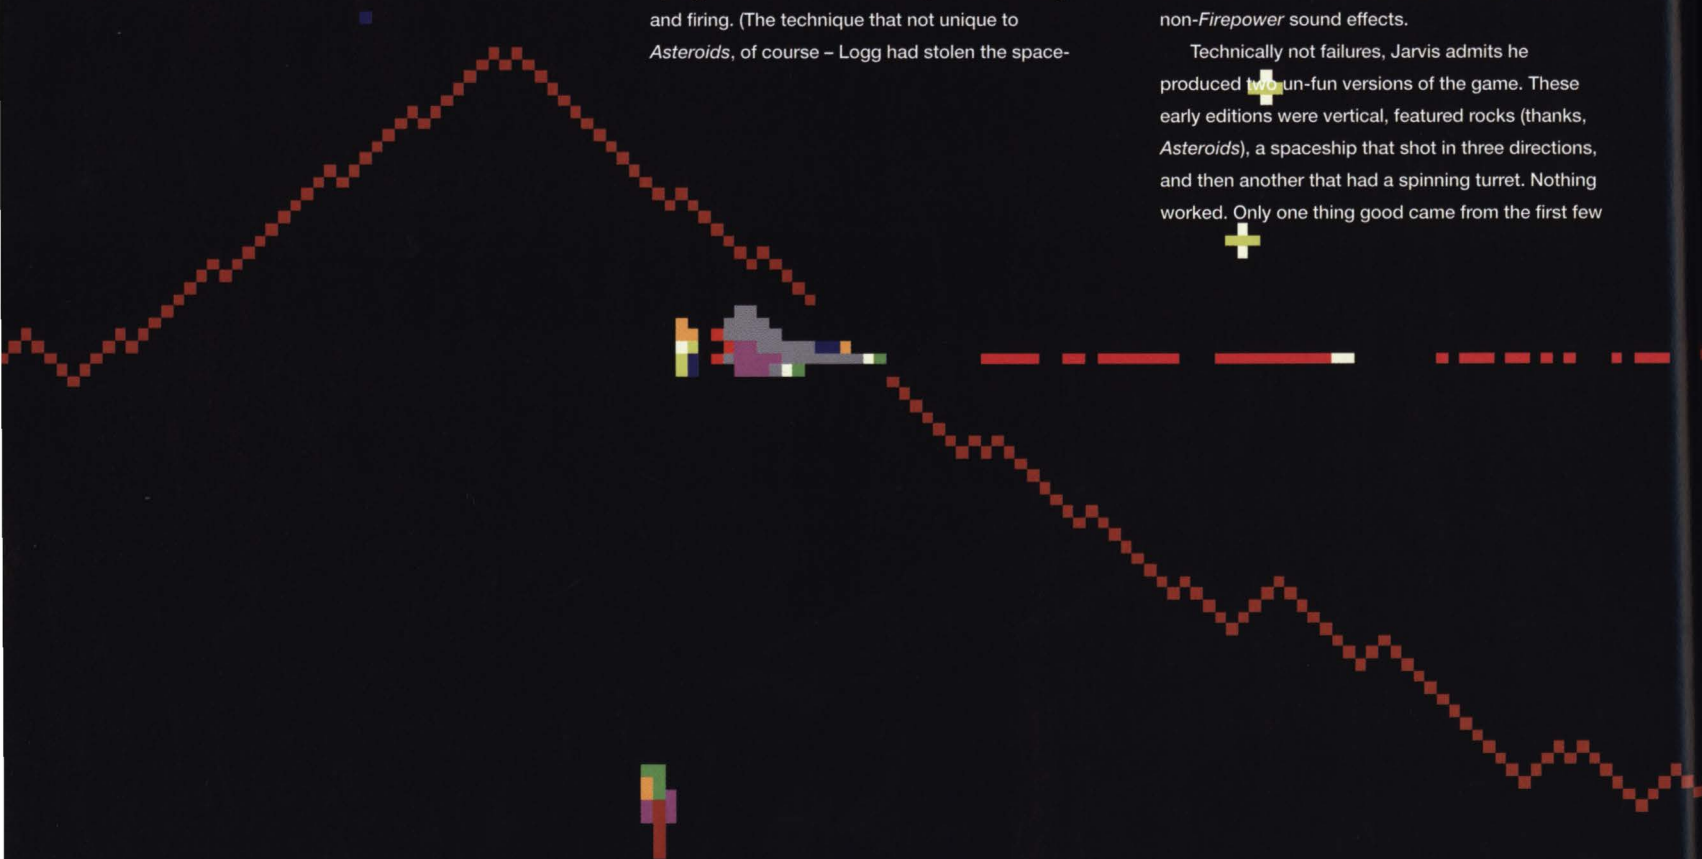 and firing. (The technique that not unique to
Asteroids, of course – Logg had stolen the space-
non-Firepower sound effects.
Technically not failures, Jarvis admits he
produced two un-fun versions of the game. These
early editions were vertical, featured rocks (thanks,
Asteroids), a spaceship that shot in three directions,
and then another that had a spinning turret. Nothing
worked. Only one thing good came from the first few